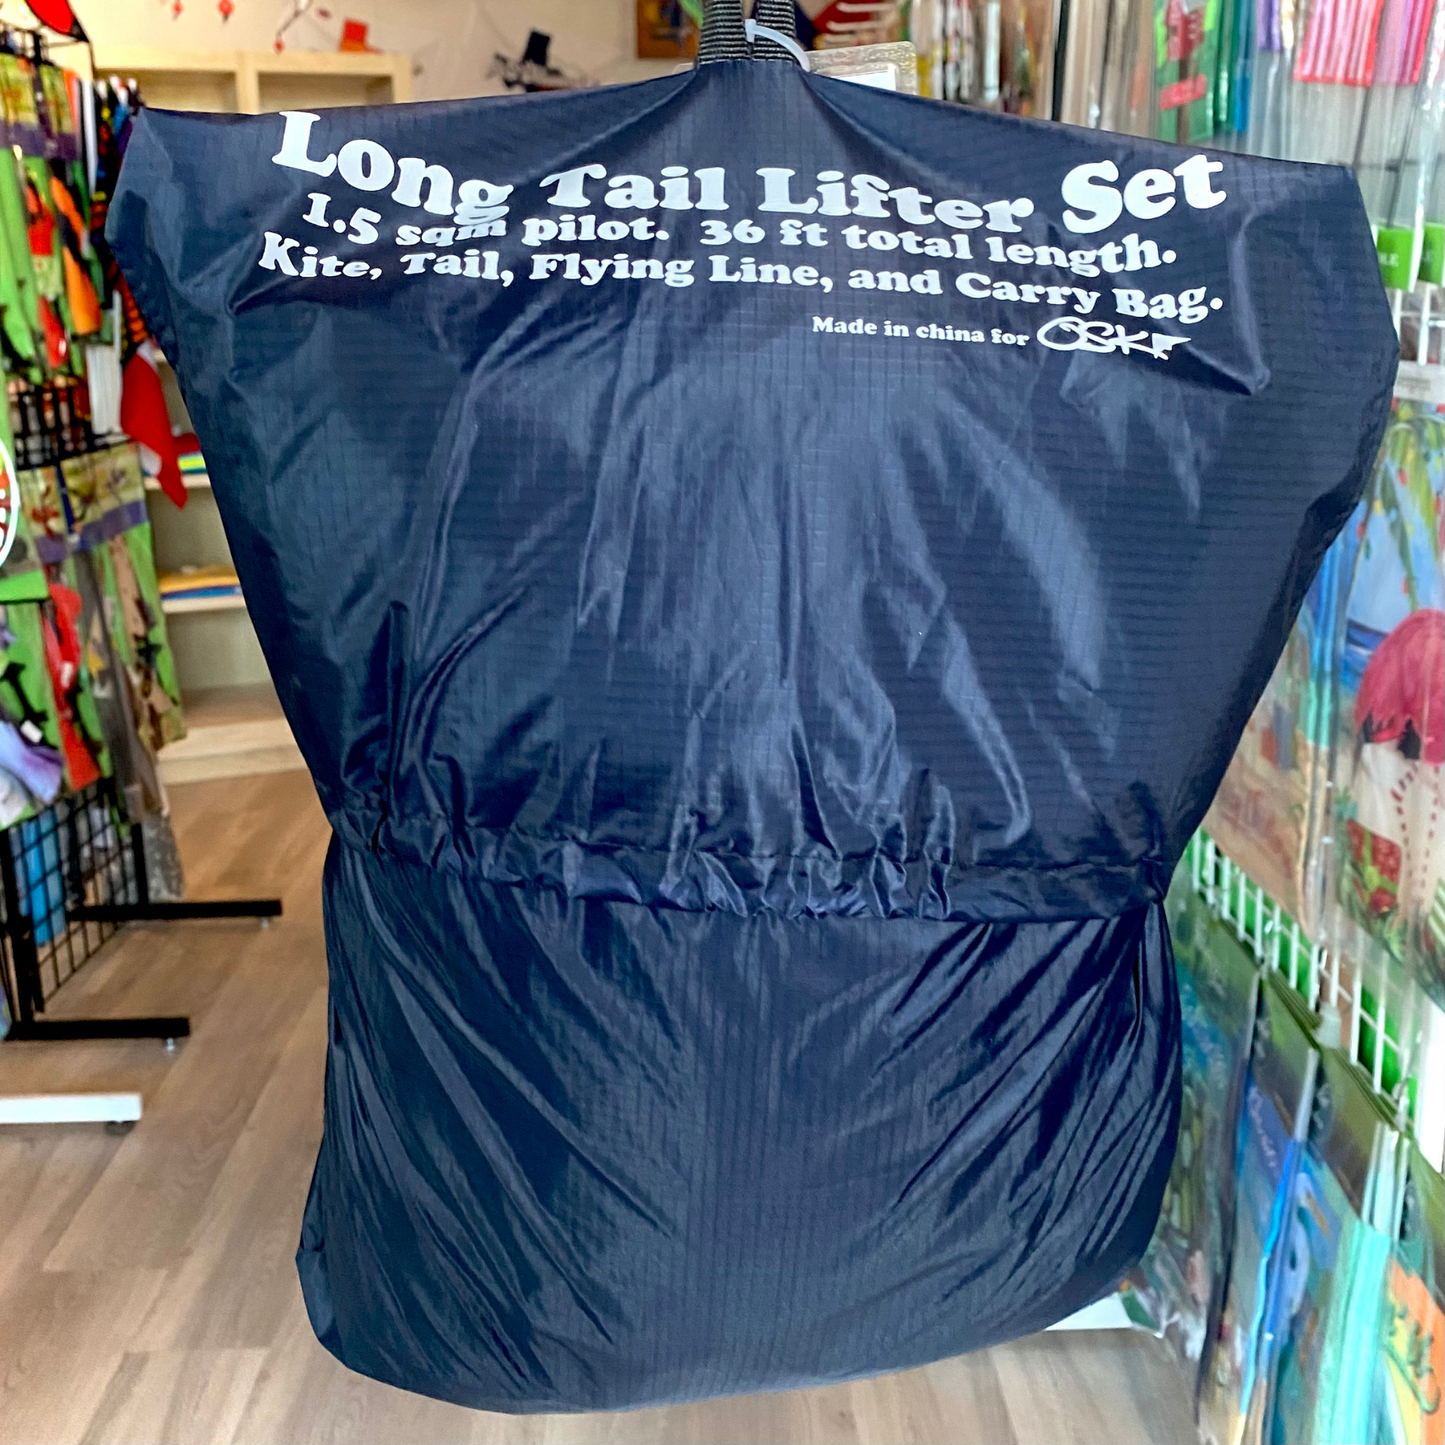 Long Tail Lifter Set
1.5 sqm pilot. 36 ft total length.
Kite, Tail, Flying Line, and Carry Bag.
Made in china for OSKF